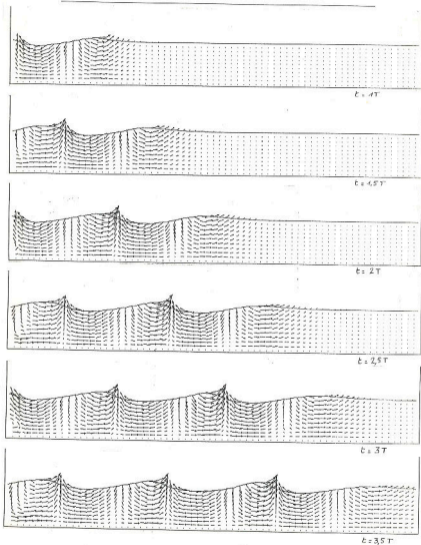 t = 1T
t = 1,5T
t = 2T
t = 2,5T
t = 3T
t = 3,5T